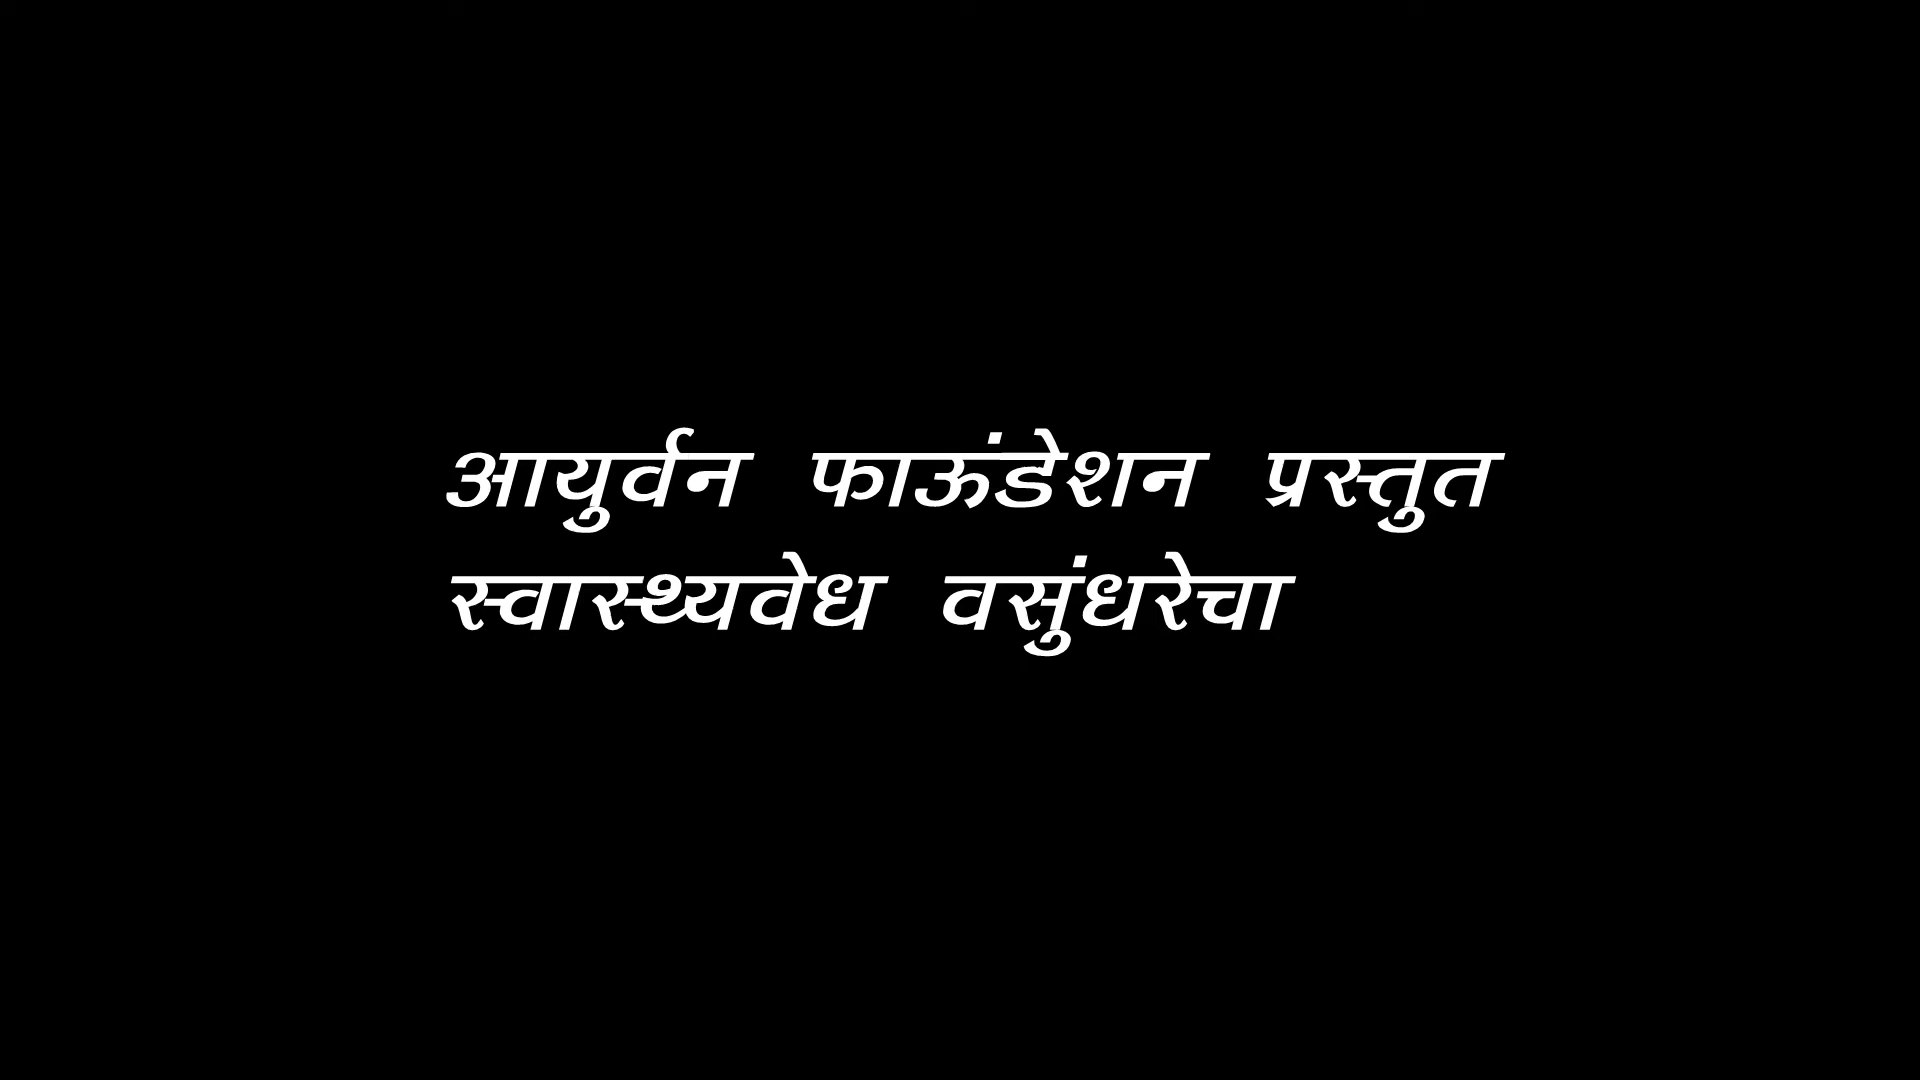 आयुर्वन फाऊंडेशन प्रस्तुत
स्वास्थ्यवेध वसुंधरेचा